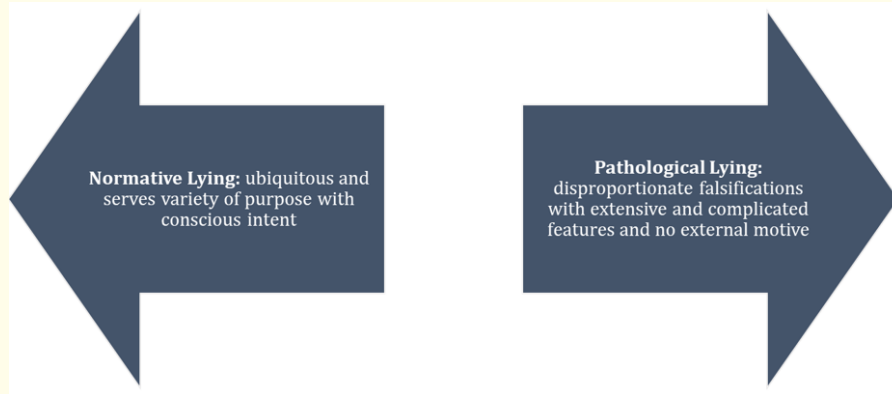 Normative Lying: ubiquitous and
serves variety of purpose with
conscious intent
Pathological Lying:
disproportionate falsifications
with extensive and complicated
features and no external motive